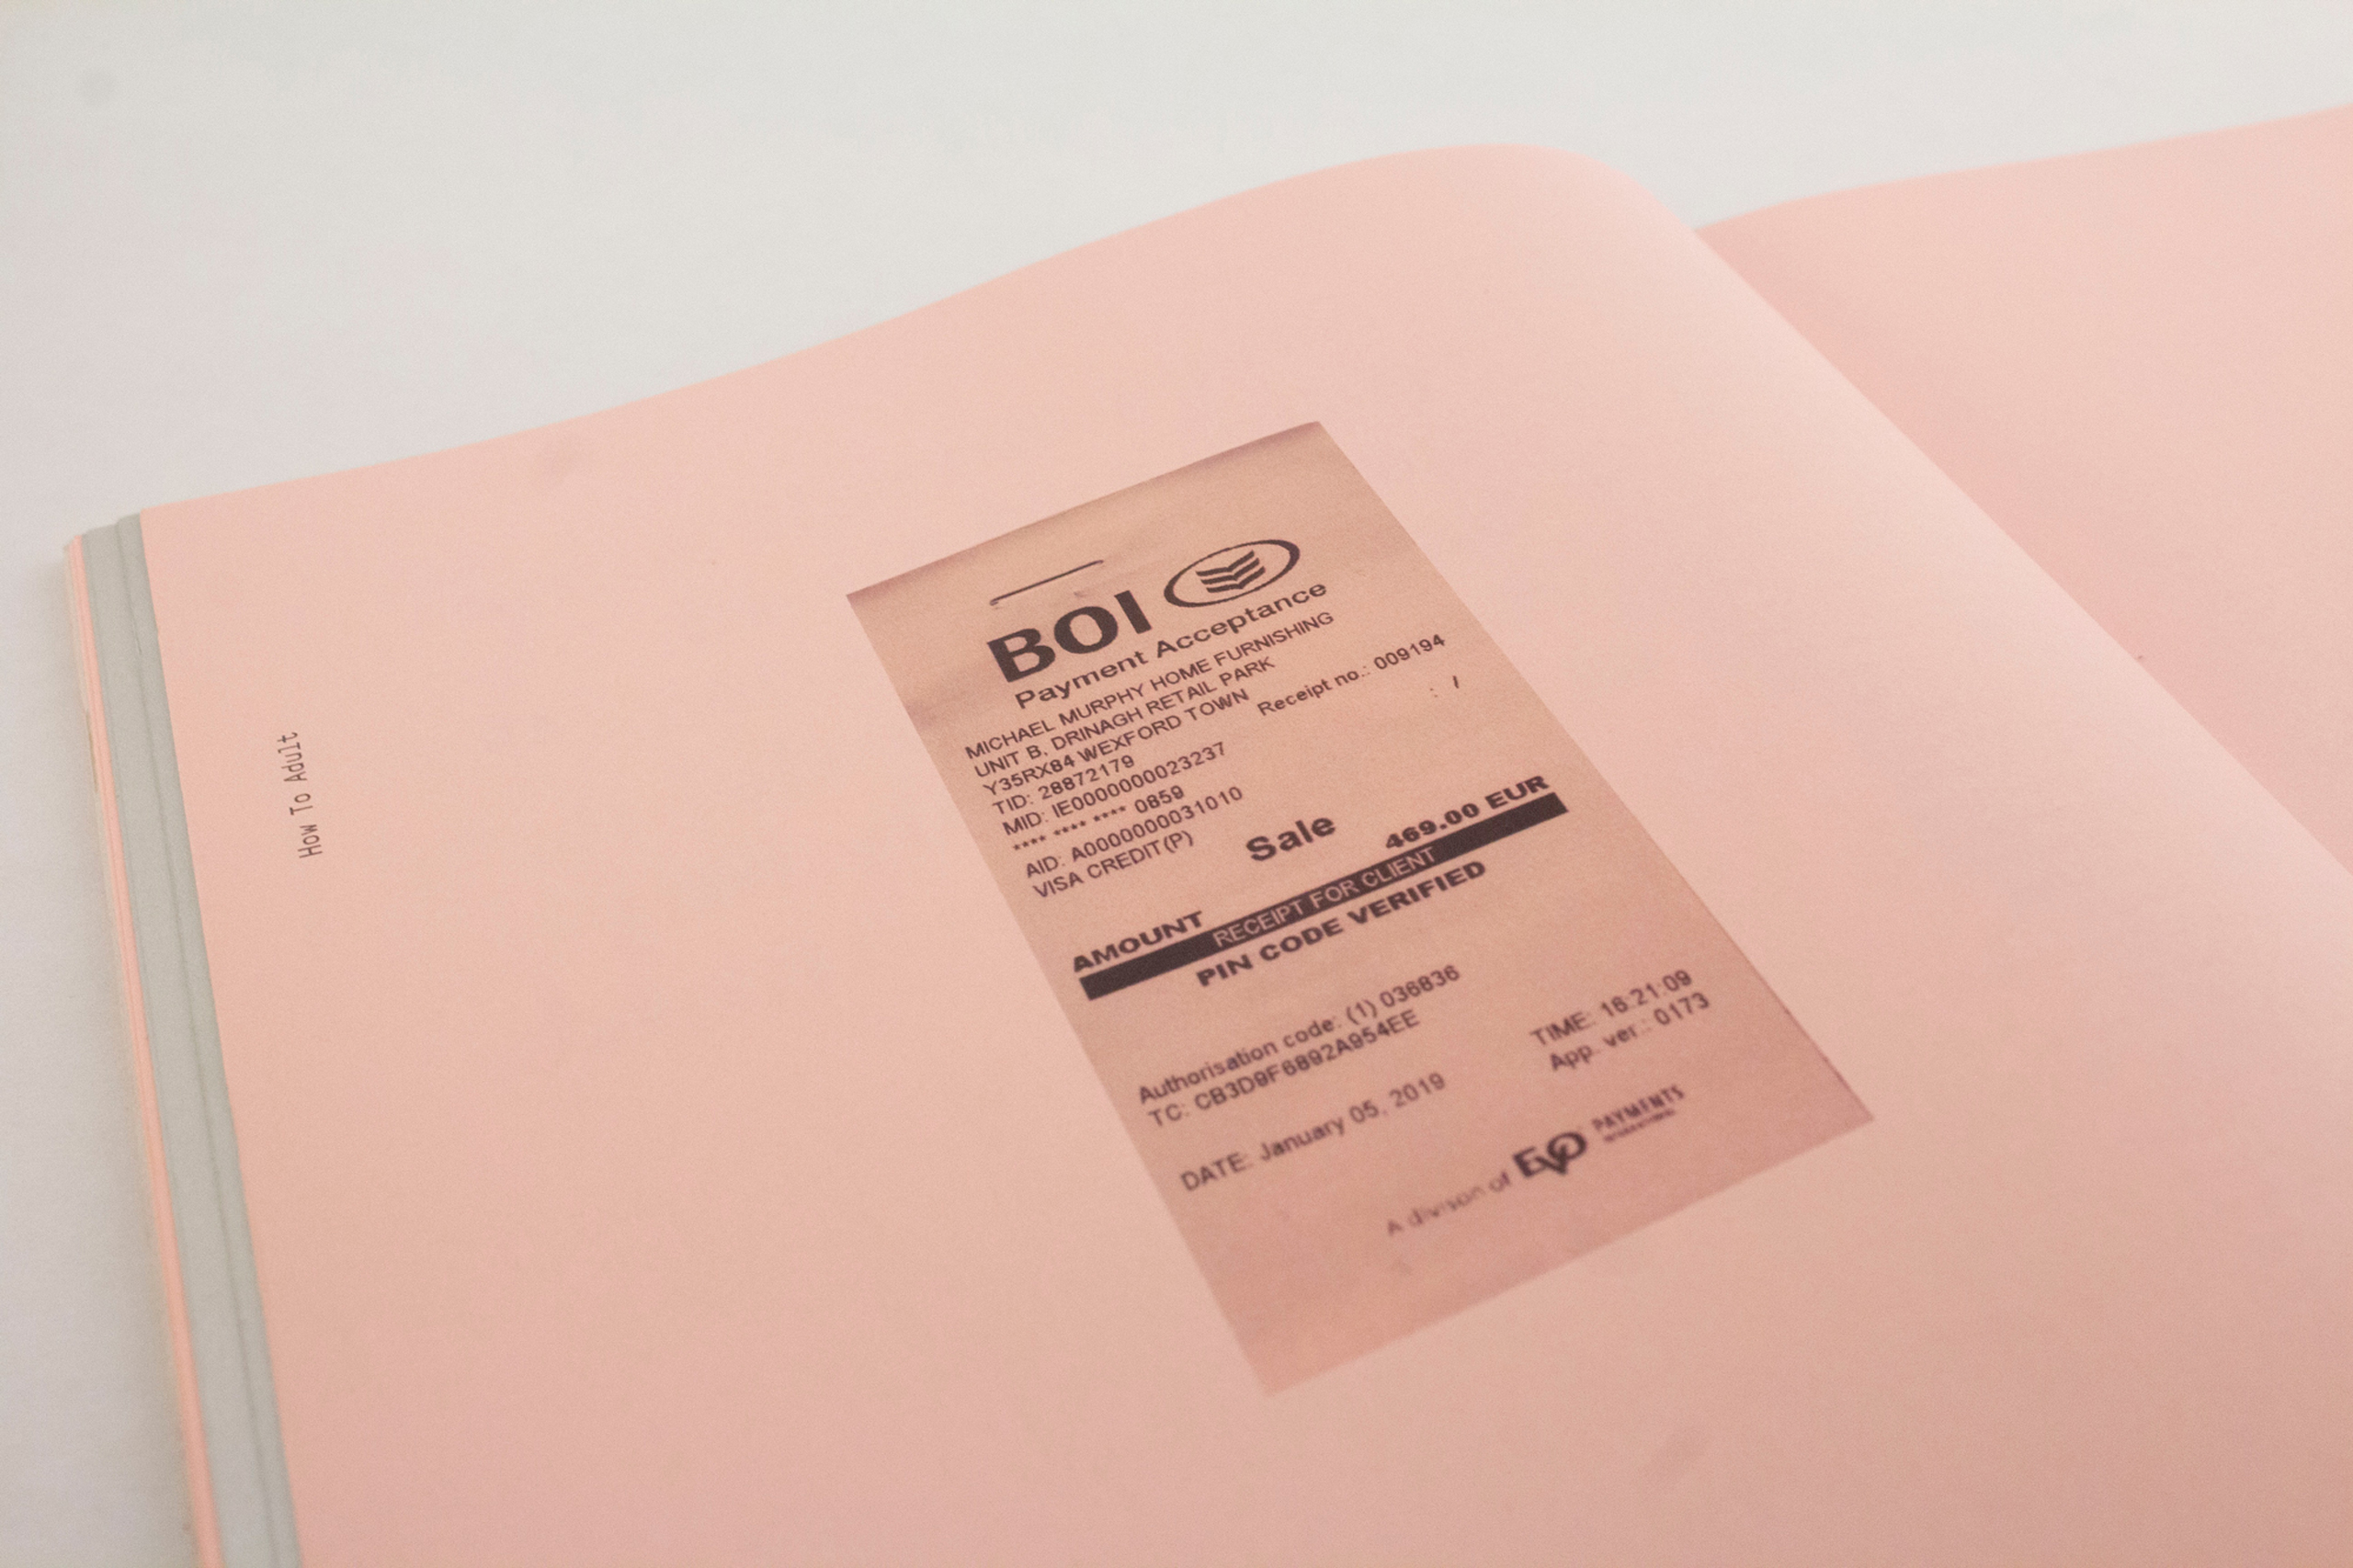 How To Adult
BOI
Payment Acceptance
MICHAEL MURPHY HOME FURNISHING
UNIT B, DRINAGH RETAIL PARK
Y35RX84 WEXFORD TOWN
TID: 28872179 Receipt no.: 009194
MID: IE0000000023237
**** **** **** 0859
AID: A0000000031010
VISA CREDIT(P)
Sale
AMOUNT 469.00 EUR
RECEIPT FOR CLIENT
PIN CODE VERIFIED
Authorisation code: (1) 036836
TC: CB3D9F6892A954EE
TIME: 16:21:09
DATE: January 05, 2019 App. ver.: 0173
A division of EVO PAYMENTS